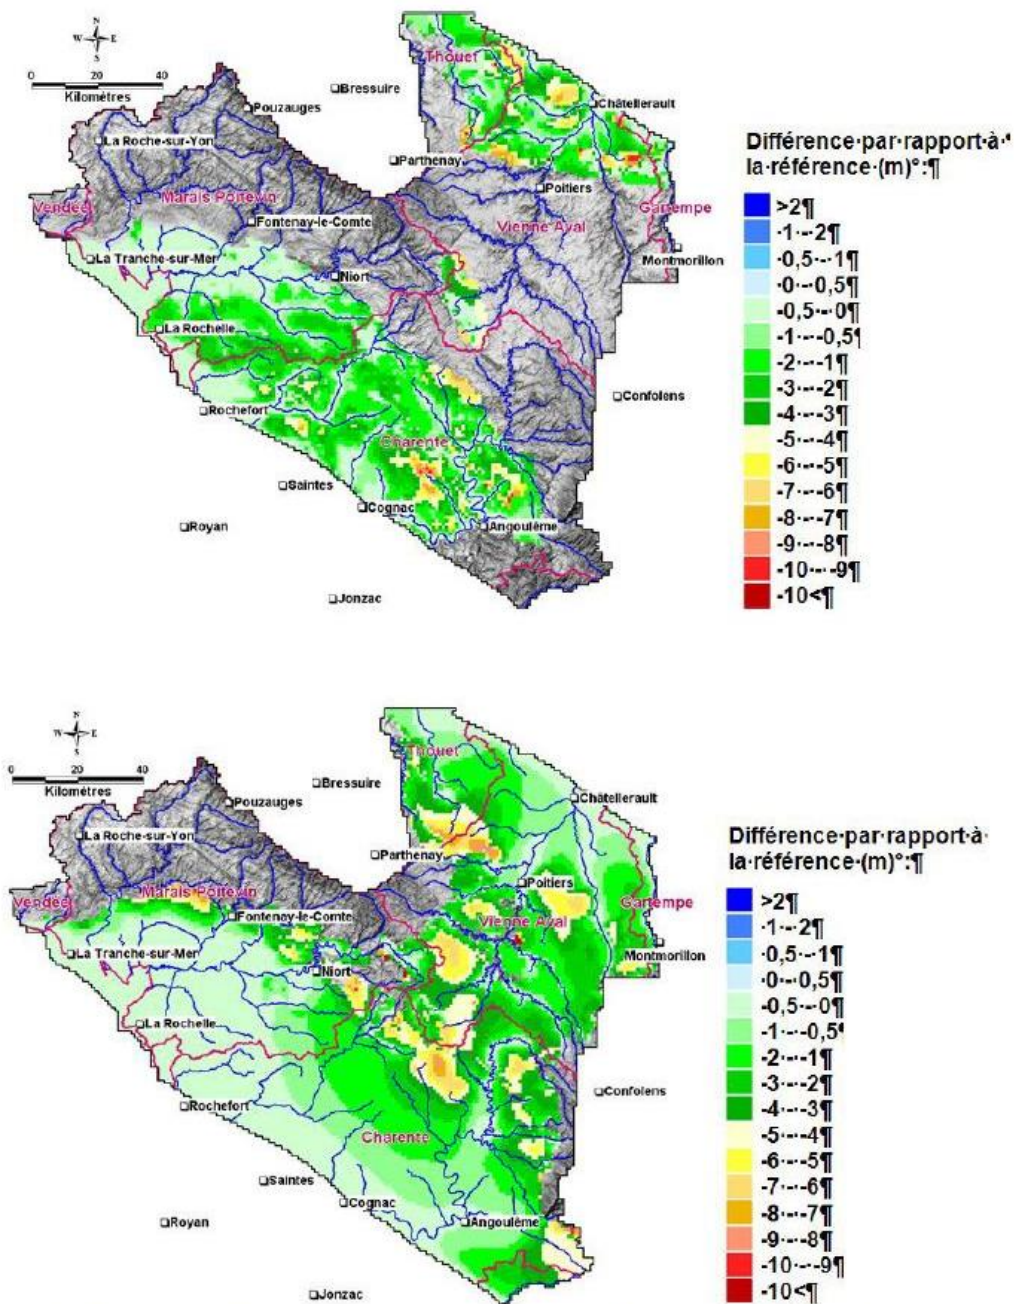 N
W E
S
0 20 40
Kilométres
Thouet
Bressuire
Châtellerault
Pouzauges
La Roche-sur-Yon
Parthenay
Poitiers
Marais Poitevin
Vendée
Gartempe
Fontenay-le-Comte
Vienne Aval
La Tranche-sur-Mer
Montmorillon
Niort
La Rochelle
Confolens
Rochefort
Charente
Saintes
Cognac
Royan
Angoulême
Jonzac
Différence·par·rapport·à·
la·référence·(m)°:¶
>2¶
·1·-·2¶
·0,5·-·1¶
·0·-·0,5¶
-0,5·-·0¶
-1·-·-0,5¶
-2·-·-1¶
-3·-·-2¶
-4·-·-3¶
-5·-·-4¶
-6·-·-5¶
-7·-·-6¶
-8·-·-7¶
-9·-·-8¶
-10·-·-9¶
-10<¶
N
W E
S
0 20 40
Kilométres
Thouet
Bressuire
Châtellerault
Pouzauges
La Roche-sur-Yon
Parthenay
Poitiers
Marais Poitevin
Vendée
Gartempe
Fontenay-le-Comte
Vienne Aval
La Tranche-sur-Mer
Montmorillon
Niort
La Rochelle
Confolens
Rochefort
Charente
Saintes
Cognac
Royan
Angoulême
Jonzac
Différence·par·rapport·à·
la·référence·(m)°:¶
>2¶
·1·-·2¶
·0,5·-·1¶
·0·-·0,5¶
-0,5·-·0¶
-1·-·-0,5¶
-2·-·-1¶
-3·-·-2¶
-4·-·-3¶
-5·-·-4¶
-6·-·-5¶
-7·-·-6¶
-8·-·-7¶
-9·-·-8¶
-10·-·-9¶
-10<¶